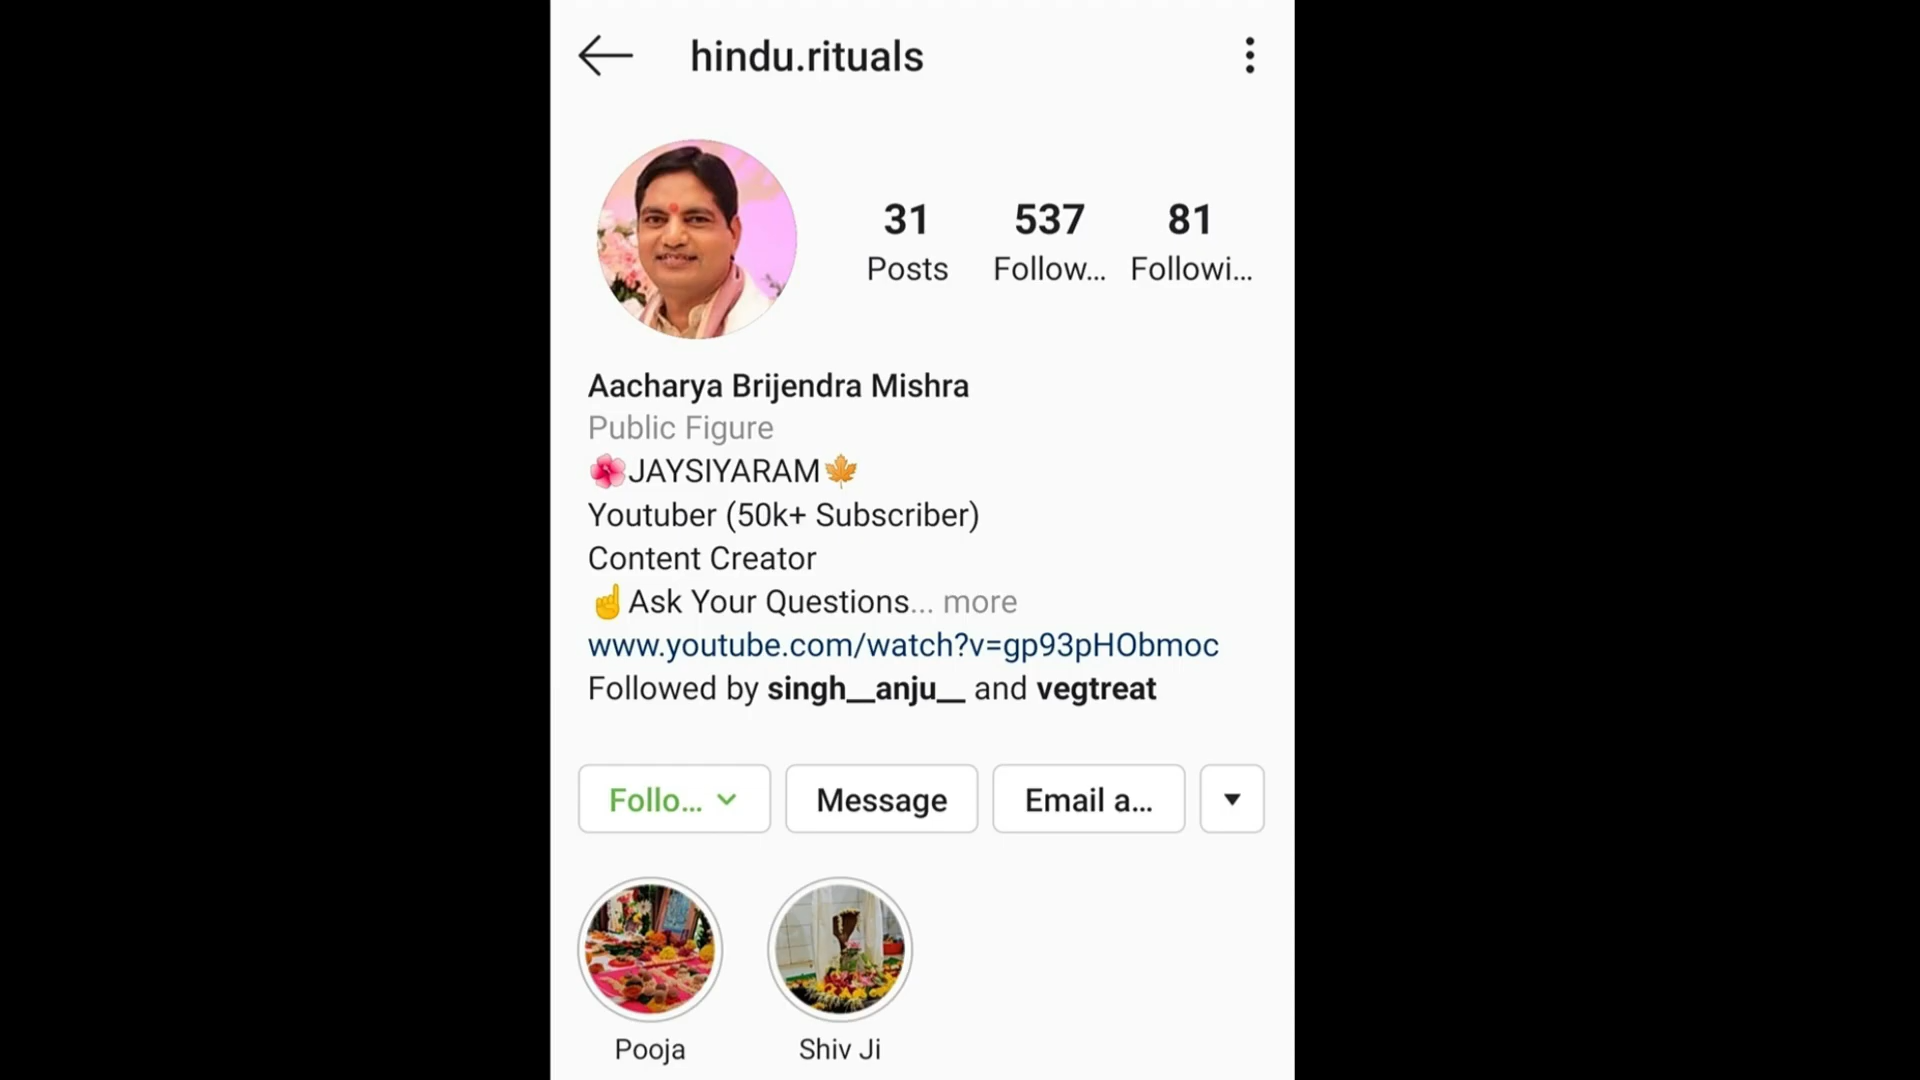 hindu.rituals
31 537 81
Posts Follow... Followi...
Aacharya Brijendra Mishra
Public Figure
🌺JAYSIYARAM🍁
Youtuber (50k+ Subscriber)
Content Creator
☝Ask Your Questions... more
www.youtube.com/watch?v=gp93pHObmoc
Followed by singh__anju__ and vegtreat
Follo... Message Email a...
Pooja Shiv Ji